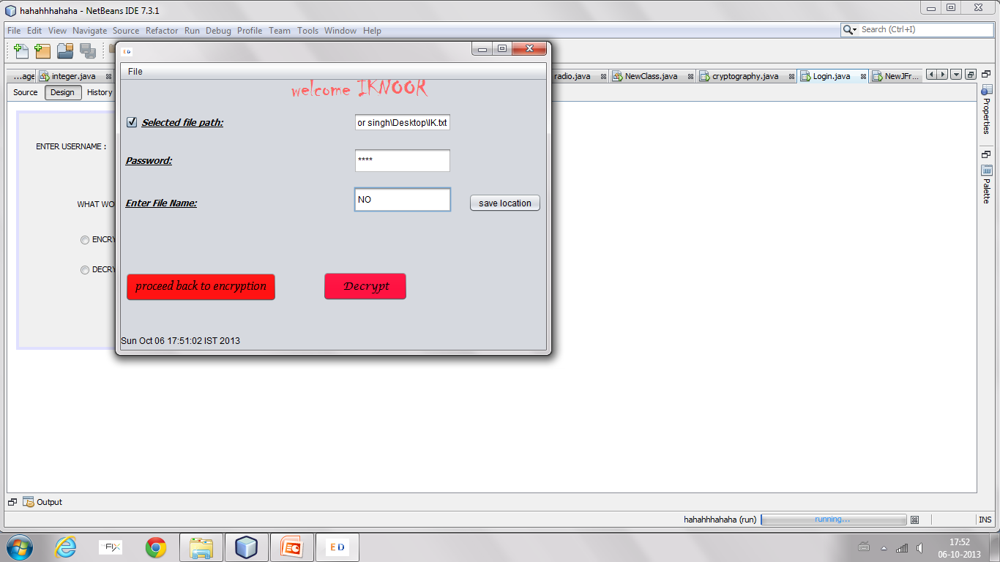 hahahhhahaha - NetBeans IDE 7.3.1
File Edit View Navigate Source Refactor Run Debug Profile Team Tools Window Help
Search (Ctrl+I)
...age integer.java radio.java NewClass.java cryptography.java Login.java NewJFr...
Source Design History
Properties
Palette
ENTER USERNAME :
WHAT WO
ENCRY
DECRY
E D
File
welcome IKNOOR
Selected file path: or singh\Desktop\IK.txt
Password: ****
Enter File Name: NO save location
proceed back to encryption Decrypt
Sun Oct 06 17:51:02 IST 2013
Output
hahahhhahaha (run) running... INS
FIX E D
17:52
06-10-2013